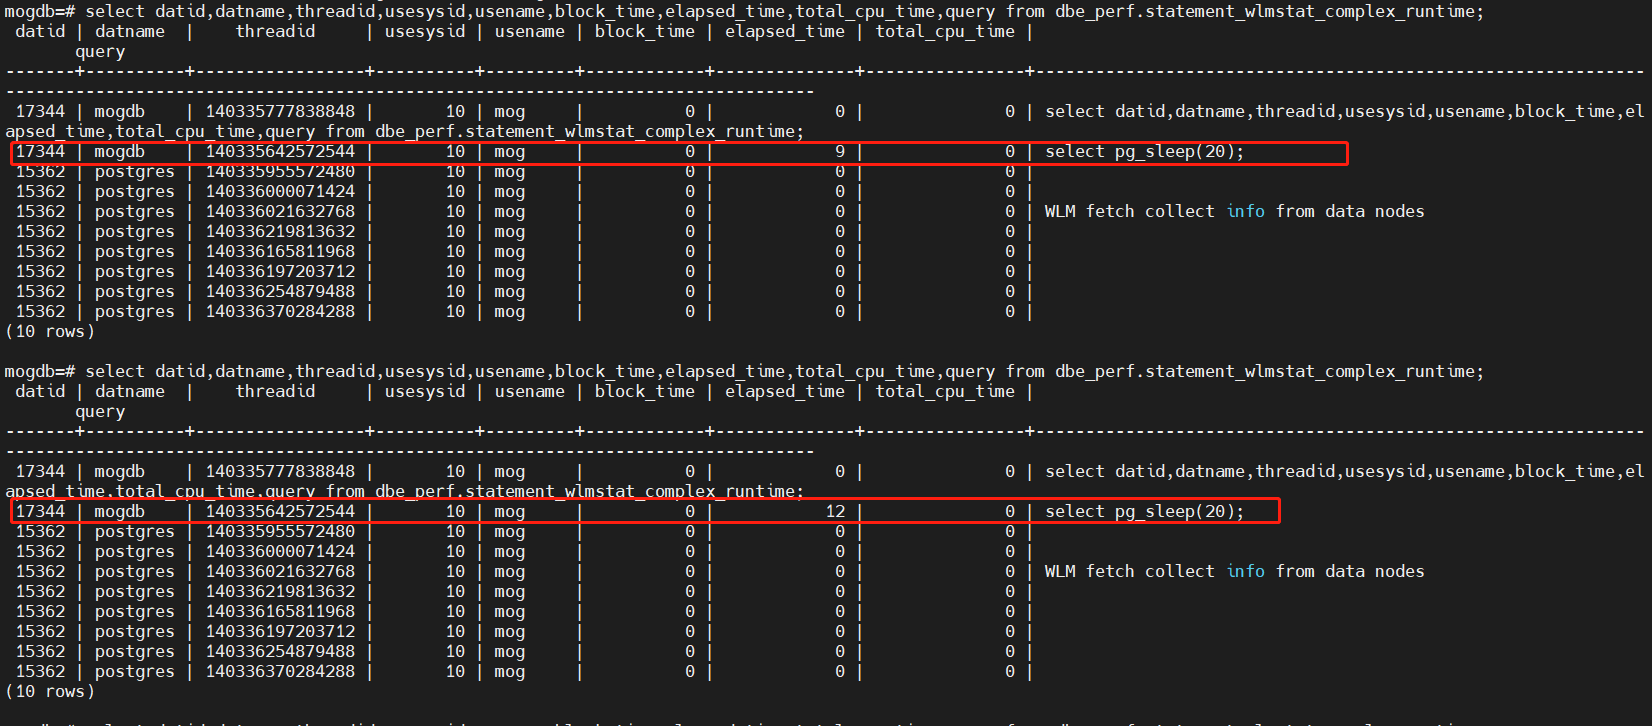 mogdb=# select datid,datname,threadid,usesysid,usename,block_time,elapsed_time,total_cpu_time,query from dbe_perf.statement_wlmstat_complex_runtime;
 datid | datname  |    threadid     | usesysid | usename | block_time | elapsed_time | total_cpu_time |
       query
-------+----------+-----------------+----------+---------+------------+--------------+----------------+-------------------------------------------------------------
---------------------------------------------------------------------------------
 17344 | mogdb    | 140335777838848 |       10 | mog     |          0 |            0 |              0 | select datid,datname,threadid,usesysid,usename,block_time,el
apsed_time,total_cpu_time,query from dbe_perf.statement_wlmstat_complex_runtime;
 17344 | mogdb    | 140335642572544 |       10 | mog     |          0 |            9 |              0 | select pg_sleep(20);
 15362 | postgres | 140335955572480 |       10 | mog     |          0 |            0 |              0 |
 15362 | postgres | 140336000071424 |       10 | mog     |          0 |            0 |              0 |
 15362 | postgres | 140336021632768 |       10 | mog     |          0 |            0 |              0 | WLM fetch collect info from data nodes
 15362 | postgres | 140336219813632 |       10 | mog     |          0 |            0 |              0 |
 15362 | postgres | 140336165811968 |       10 | mog     |          0 |            0 |              0 |
 15362 | postgres | 140336197203712 |       10 | mog     |          0 |            0 |              0 |
 15362 | postgres | 140336254879488 |       10 | mog     |          0 |            0 |              0 |
 15362 | postgres | 140336370284288 |       10 | mog     |          0 |            0 |              0 |
(10 rows)
mogdb=# select datid,datname,threadid,usesysid,usename,block_time,elapsed_time,total_cpu_time,query from dbe_perf.statement_wlmstat_complex_runtime;
 datid | datname  |    threadid     | usesysid | usename | block_time | elapsed_time | total_cpu_time |
       query
-------+----------+-----------------+----------+---------+------------+--------------+----------------+-------------------------------------------------------------
---------------------------------------------------------------------------------
 17344 | mogdb    | 140335777838848 |       10 | mog     |          0 |            0 |              0 | select datid,datname,threadid,usesysid,usename,block_time,el
apsed_time,total_cpu_time,query from dbe_perf.statement_wlmstat_complex_runtime;
 17344 | mogdb    | 140335642572544 |       10 | mog     |          0 |           12 |              0 | select pg_sleep(20);
 15362 | postgres | 140335955572480 |       10 | mog     |          0 |            0 |              0 |
 15362 | postgres | 140336000071424 |       10 | mog     |          0 |            0 |              0 |
 15362 | postgres | 140336021632768 |       10 | mog     |          0 |            0 |              0 | WLM fetch collect info from data nodes
 15362 | postgres | 140336219813632 |       10 | mog     |          0 |            0 |              0 |
 15362 | postgres | 140336165811968 |       10 | mog     |          0 |            0 |              0 |
 15362 | postgres | 140336197203712 |       10 | mog     |          0 |            0 |              0 |
 15362 | postgres | 140336254879488 |       10 | mog     |          0 |            0 |              0 |
 15362 | postgres | 140336370284288 |       10 | mog     |          0 |            0 |              0 |
(10 rows)